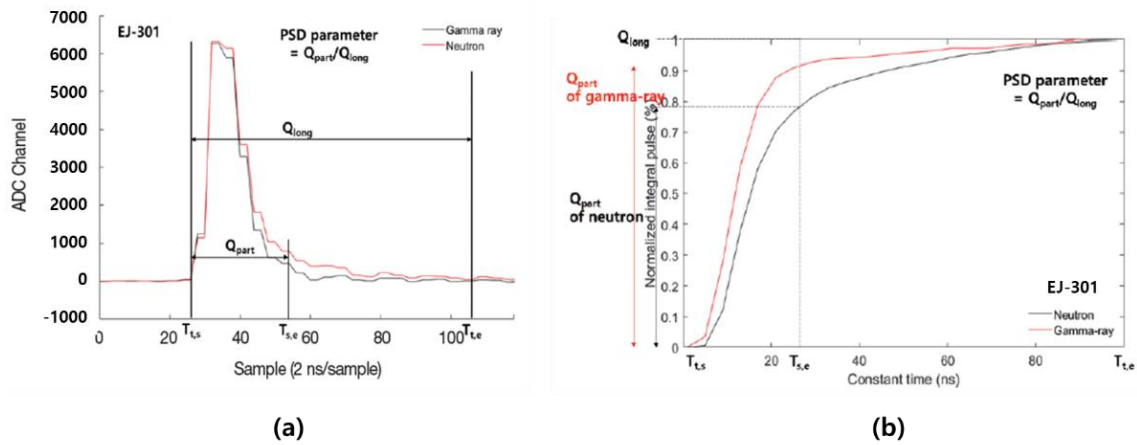 7000
6000
5000
4000
3000
2000
1000
0
-1000
ADC Channel
EJ-301
PSD parameter
= Qpart/Qlong
Gamma ray
Neutron
Qlong
Qpart
0
20
40
60
80
100
Tt,s
Ts,e
Tt,e
Sample (2 ns/sample)
(a)
Qlong
1
0.9
0.8
0.7
0.6
0.5
0.4
0.3
0.2
0.1
0
Qpart
of gamma-ray
Qpart
of neutron
Normalized integral pulse (%)
PSD parameter
= Qpart/Qlong
EJ-301
Neutron
Gamma-ray
Tt,s
20
Ts,e
40
60
80
Tt,e
Constant time (ns)
(b)